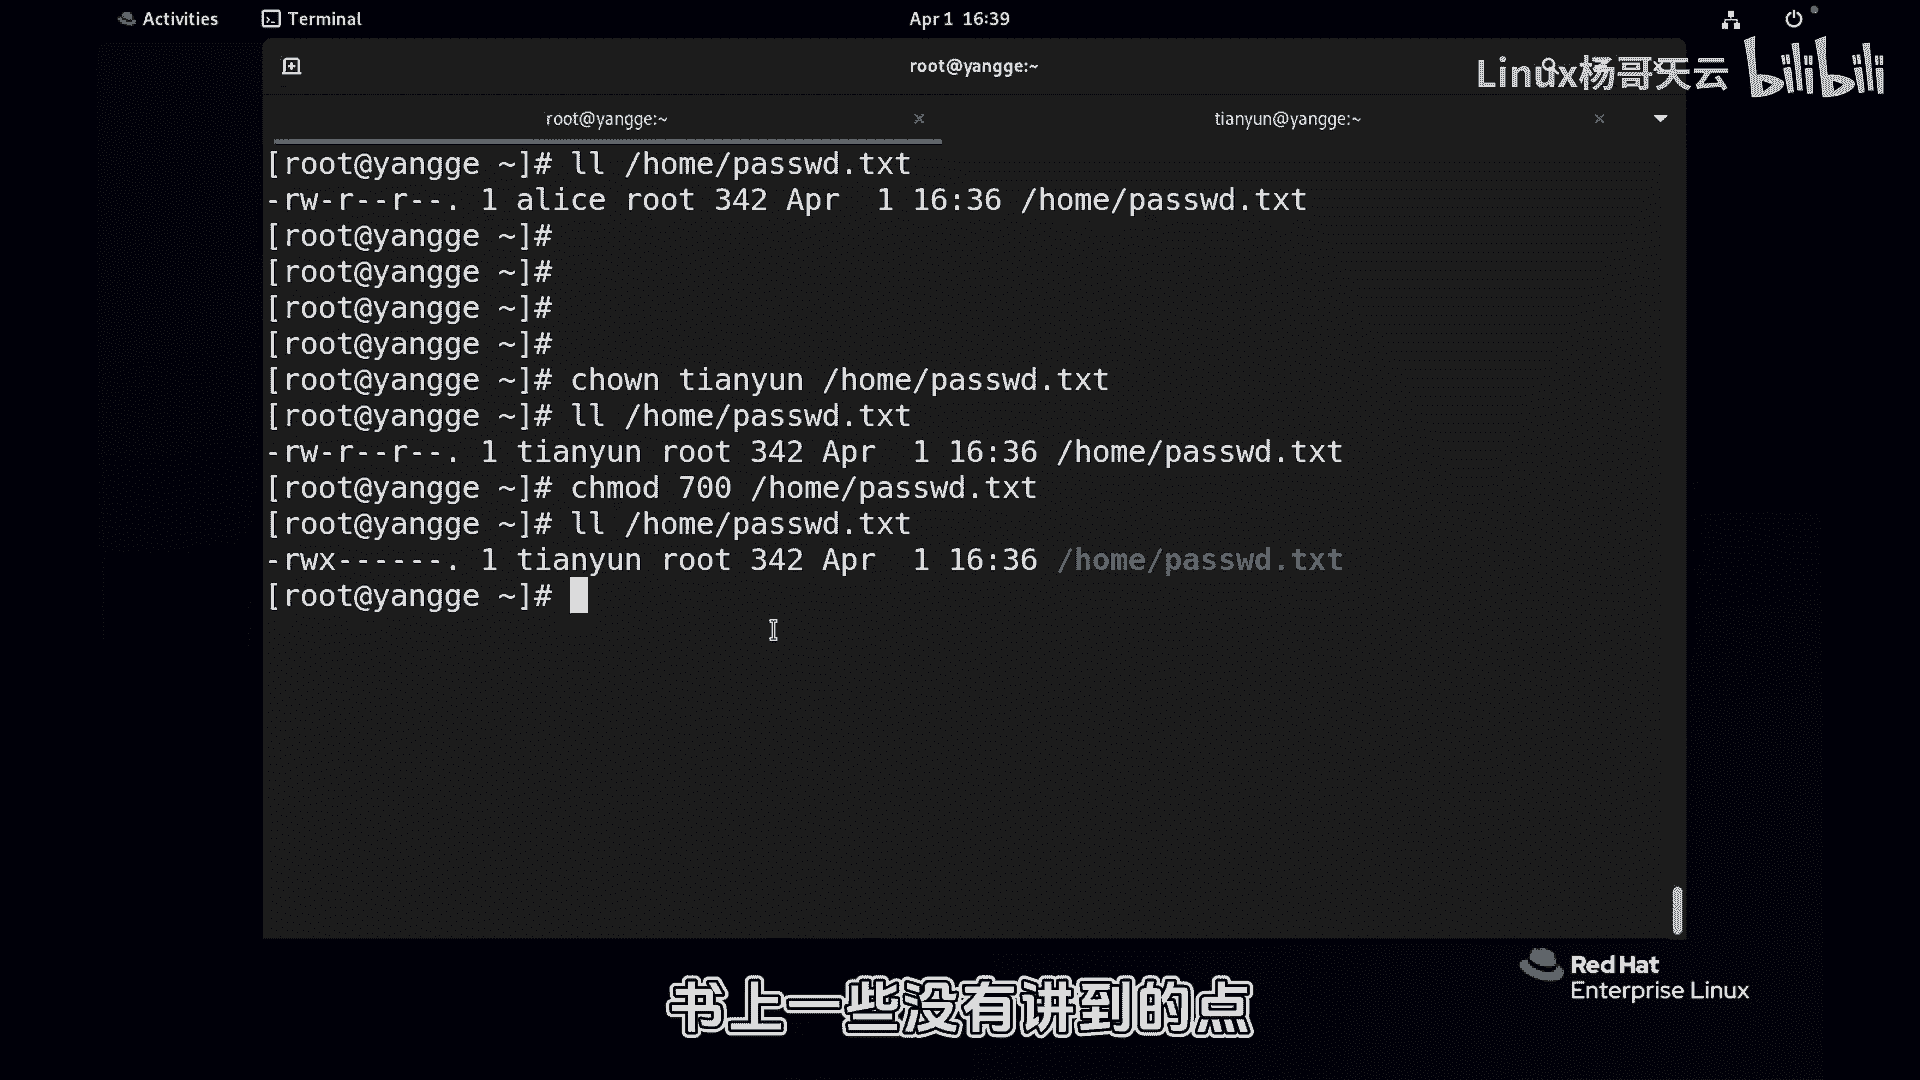 Activities
Terminal
Apr 1 16:39
root@yangge:~
Linux杨哥天云 bilibili
root@yangge:~
tianyun@yangge:~
[root@yangge ~]# ll /home/passwd.txt
-rw-r--r--. 1 alice root 342 Apr  1 16:36 /home/passwd.txt
[root@yangge ~]#
[root@yangge ~]#
[root@yangge ~]#
[root@yangge ~]#
[root@yangge ~]# chown tianyun /home/passwd.txt
[root@yangge ~]# ll /home/passwd.txt
-rw-r--r--. 1 tianyun root 342 Apr  1 16:36 /home/passwd.txt
[root@yangge ~]# chmod 700 /home/passwd.txt
[root@yangge ~]# ll /home/passwd.txt
-rwx------. 1 tianyun root 342 Apr  1 16:36 /home/passwd.txt
[root@yangge ~]#
Red Hat
Enterprise Linux
书上一些没有讲到的点